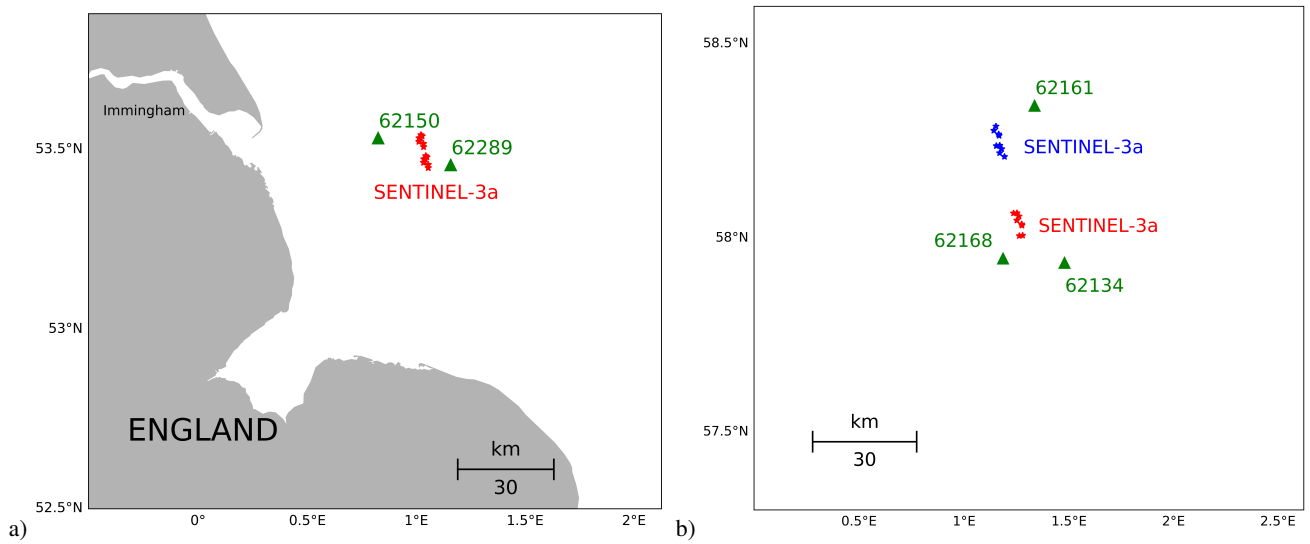 Immingham
62150
62289
SENTINEL-3a
53.5°N
53°N
52.5°N
ENGLAND
km
30
0°
0.5°E
1°E
1.5°E
2°E
a)
58.5°N
58°N
57.5°N
62161
SENTINEL-3a
SENTINEL-3a
62168
62134
km
30
0.5°E
1°E
1.5°E
2°E
2.5°E
b)